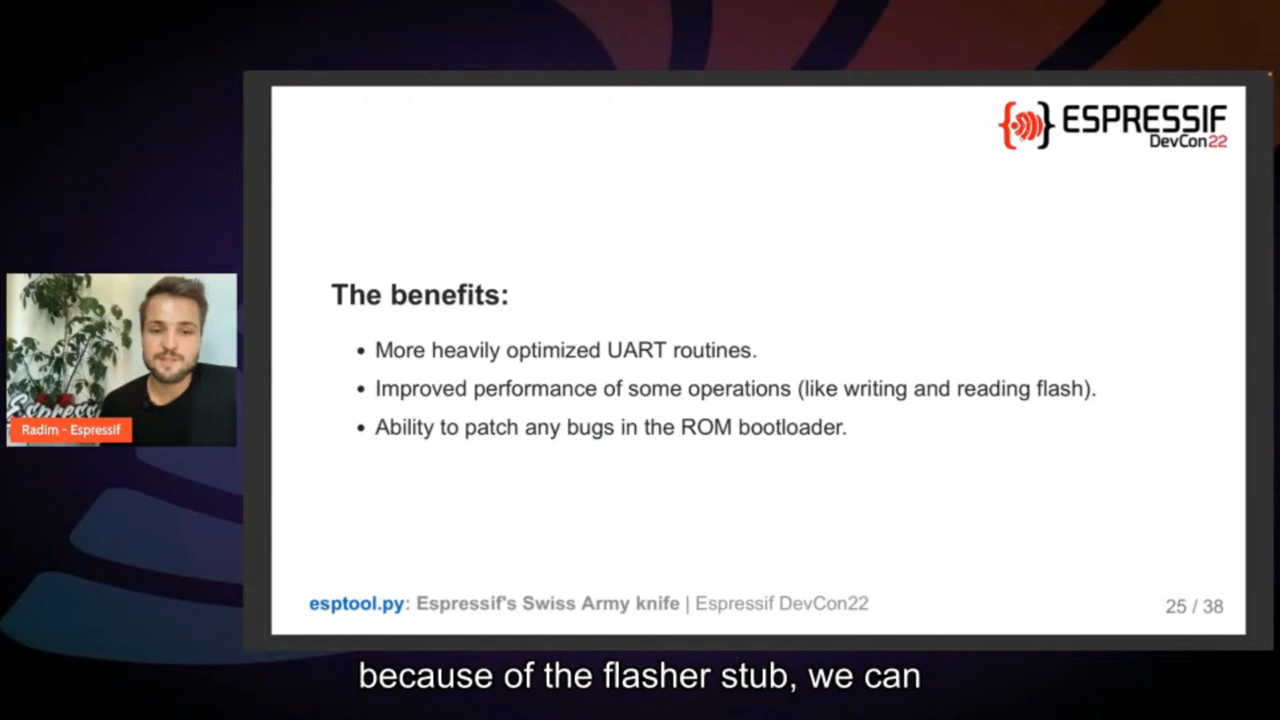 ESPRESSIF
DevCon22
The benefits:
• More heavily optimized UART routines.
• Improved performance of some operations (like writing and reading flash).
• Ability to patch any bugs in the ROM bootloader.
Espress
Radim - Espressif
esptool.py: Espressif's Swiss Army knife | Espressif DevCon22
25 / 38
because of the flasher stub, we can